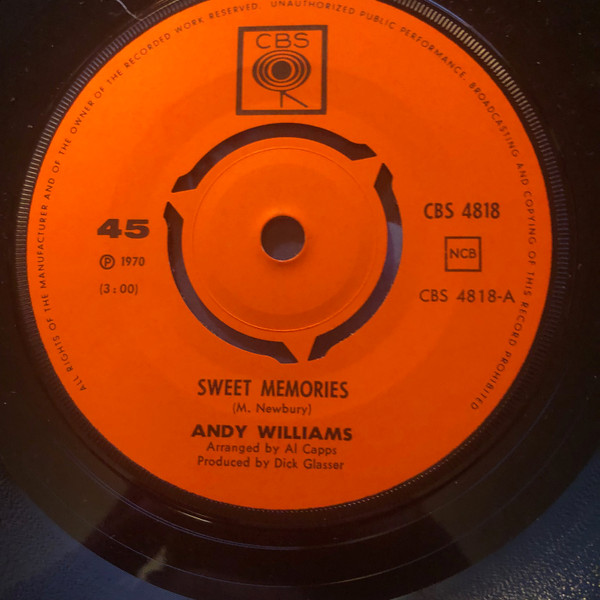 ALL RIGHTS OF THE MANUFACTURER AND OF THE OWNER OF THE RECORDED WORK RESERVED. UNAUTHORIZED PUBLIC PERFORMANCE, BROADCASTING AND COPYING OF THIS RECORD PROHIBITED
CBS
45
℗ 1970
(3:00)
CBS 4818
NCB
CBS 4818-A
SWEET MEMORIES
(M. Newbury)
ANDY WILLIAMS
Arranged by Al Capps
Produced by Dick Glasser